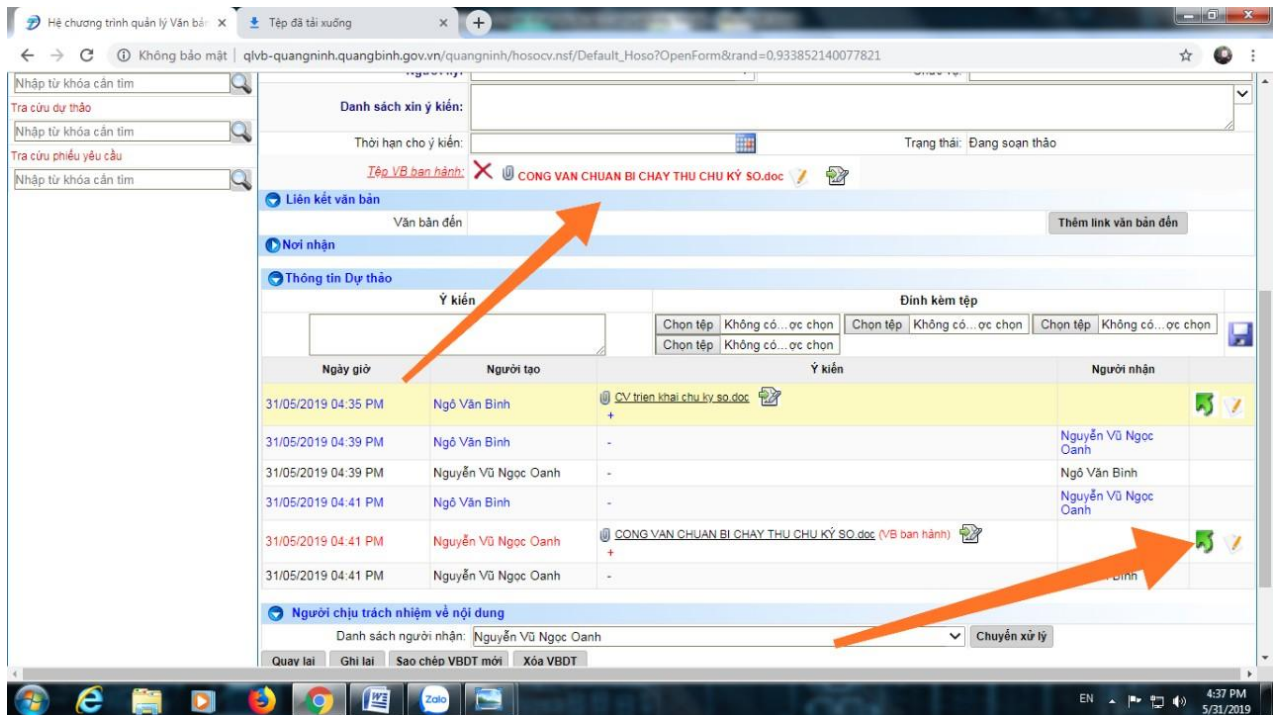 Hệ chương trình quản lý Văn bản
Tệp đã tải xuống
Không bảo mật
qlvb-quangninh.quangbinh.gov.vn/quangninh/hosocv.nsf/Default_Hoso?OpenForm&rand=0.933852140077821
Nhập từ khóa cần tìm
Tra cứu dự thảo
Nhập từ khóa cần tìm
Tra cứu phiếu yêu cầu
Nhập từ khóa cần tìm
Danh sách xin ý kiến:
Thời hạn cho ý kiến:
Trạng thái: Đang soạn thảo
Tệp VB ban hành: CONG VAN CHUAN BI CHAY THU CHU KÝ SO.doc
Liên kết văn bản
Văn bản đến
Thêm link văn bản đến
Nơi nhận
Thông tin Dự thảo
Ý kiến Đính kèm tệp
Chọn tệp Không có...ợc chọn Chọn tệp Không có...ợc chọn Chọn tệp Không có...ợc chọn
Chọn tệp Không có...ợc chọn
Ngày giờ Người tạo Ý kiến Người nhận
31/05/2019 04:35 PM Ngô Văn Bình CV trien khai chu ky so.doc
+
31/05/2019 04:39 PM Ngô Văn Bình - Nguyễn Vũ Ngọc
Oanh
31/05/2019 04:39 PM Nguyễn Vũ Ngọc Oanh - Ngô Văn Bình
31/05/2019 04:41 PM Ngô Văn Bình - Nguyễn Vũ Ngọc
Oanh
31/05/2019 04:41 PM Nguyễn Vũ Ngọc Oanh CONG VAN CHUAN BI CHAY THU CHU KÝ SO.doc (VB ban hành)
+
31/05/2019 04:41 PM Nguyễn Vũ Ngọc Oanh -
Người chịu trách nhiệm về nội dung
Danh sách người nhận: Nguyễn Vũ Ngọc Oanh Chuyển xử lý
Quay lại Ghi lại Sao chép VBDT mới Xóa VBDT
Zalo
EN
4:37 PM
5/31/2019